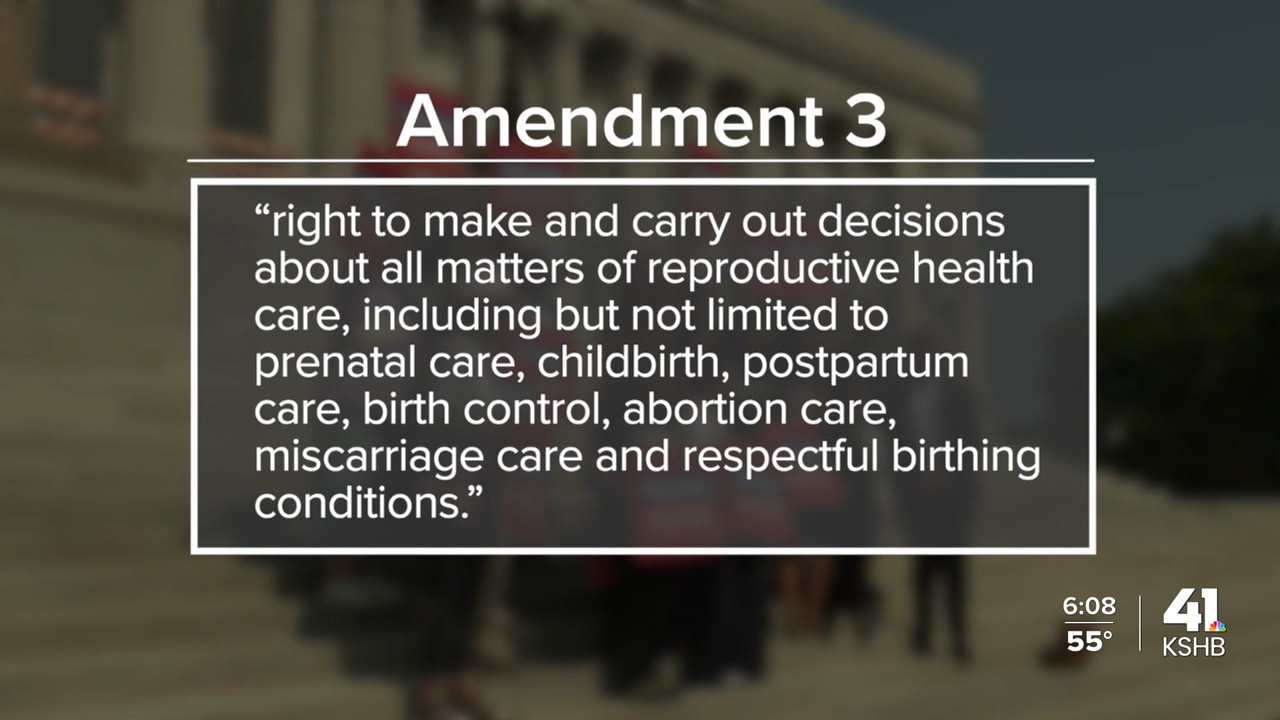 Amendment 3
“right to make and carry out decisions
about all matters of reproductive health
care, including but not limited to
prenatal care, childbirth, postpartum
care, birth control, abortion care,
miscarriage care and respectful birthing
conditions.”
6:08
55°
41
KSHB